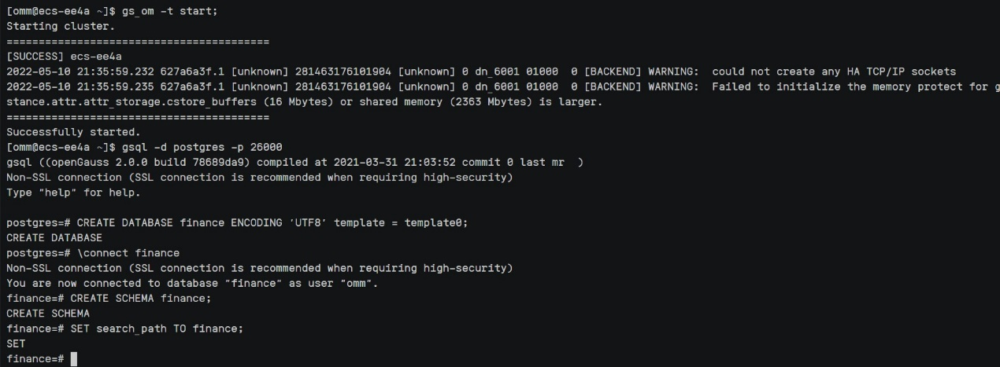 [omm@ecs-ee4a ~]$ gs_om -t start;
Starting cluster.
=========================================
[SUCCESS] ecs-ee4a
2022-05-10 21:35:59.232 627a6a3f.1 [unknown] 281463176101904 [unknown] 0 dn_6001 01000  0 [BACKEND] WARNING:  could not create any HA TCP/IP sockets
2022-05-10 21:35:59.235 627a6a3f.1 [unknown] 281463176101904 [unknown] 0 dn_6001 01000  0 [BACKEND] WARNING:  Failed to initialize the memory protect for g
stance.attr.attr_storage.cstore_buffers (16 Mbytes) or shared memory (2363 Mbytes) is larger.
=========================================
Successfully started.
[omm@ecs-ee4a ~]$ gsql -d postgres -p 26000
gsql ((openGauss 2.0.0 build 78689da9) compiled at 2021-03-31 21:03:52 commit 0 last mr  )
Non-SSL connection (SSL connection is recommended when requiring high-security)
Type "help" for help.

postgres=# CREATE DATABASE finance ENCODING 'UTF8' template = template0;
CREATE DATABASE
postgres=# \connect finance
Non-SSL connection (SSL connection is recommended when requiring high-security)
You are now connected to database "finance" as user "omm".
finance=# CREATE SCHEMA finance;
CREATE SCHEMA
finance=# SET search_path TO finance;
SET
finance=#